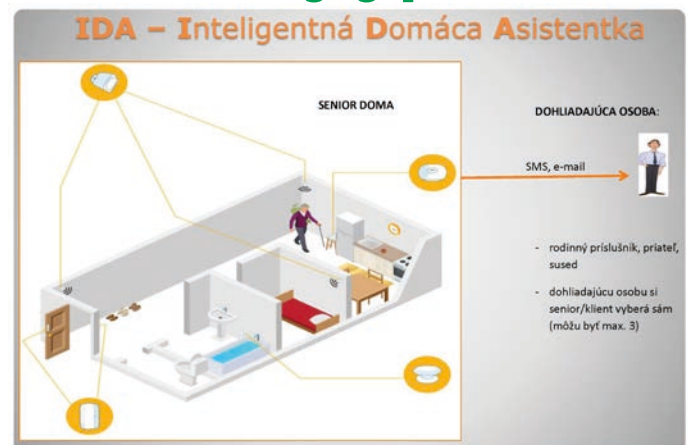 IDA – Inteligentná Domáca Asistentka
SENIOR DOMA
DOHLIADAJÚCA OSOBA:
SMS, e-mail
- rodinný príslušník, priateľ,
sused
- dohliadajúcu osobu si
senior/klient vyberá sám
(môžu byť max. 3)